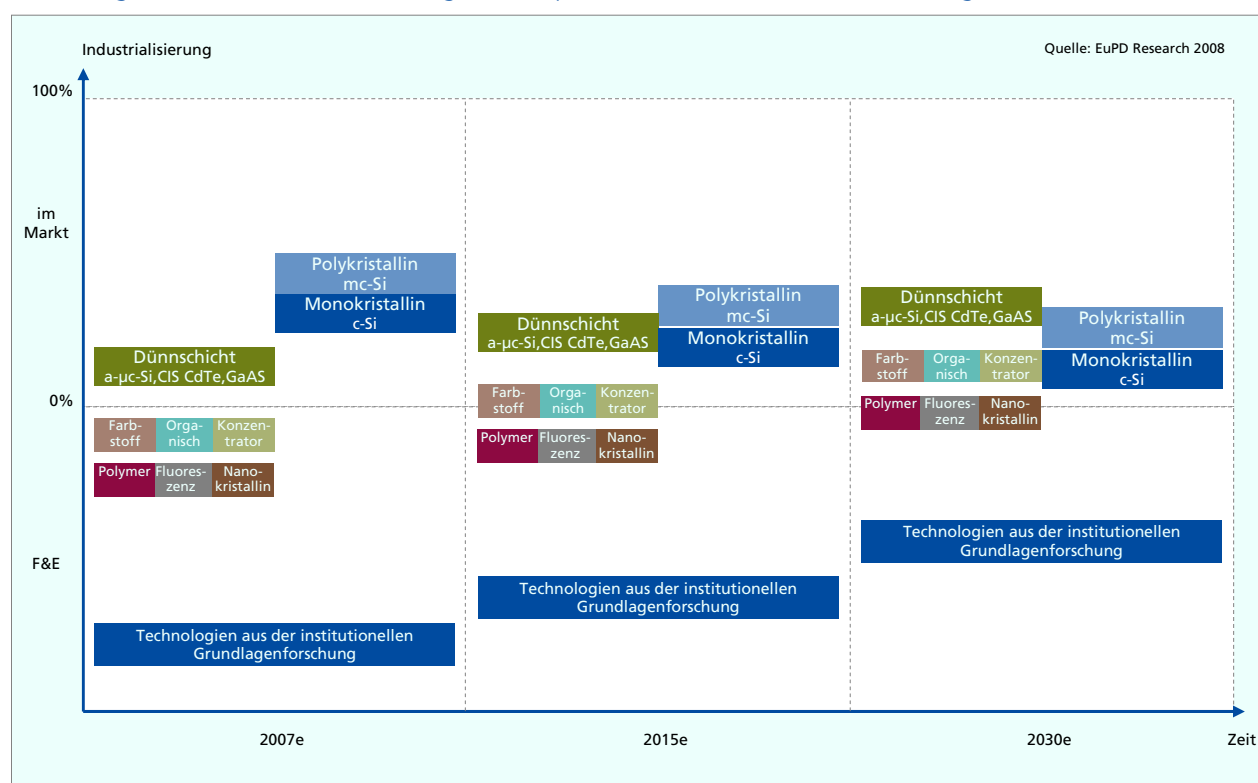 Industrialisierung
Quelle: EuPD Research 2008
100%
im
Markt
0%
F&E
Polykristallin
mc-Si
Monokristallin
c-Si
Dünnschicht
a-µc-Si,CIS CdTe,GaAS
Farb-
stoff
Orga-
nisch
Konzen-
trator
Polymer
Fluores-
zenz
Nano-
kristallin
Technologien aus der institutionellen
Grundlagenforschung
Polykristallin
mc-Si
Monokristallin
c-Si
Dünnschicht
a-µc-Si,CIS CdTe,GaAS
Farb-
stoff
Orga-
nisch
Konzen-
trator
Polymer
Fluores-
zenz
Nano-
kristallin
Technologien aus der institutionellen
Grundlagenforschung
Dünnschicht
a-µc-Si,CIS CdTe,GaAS
Polykristallin
mc-Si
Monokristallin
c-Si
Farb-
stoff
Orga-
nisch
Konzen-
trator
Polymer
Fluores-
zenz
Nano-
kristallin
Technologien aus der institutionellen
Grundlagenforschung
2007e
2015e
2030e
Zeit